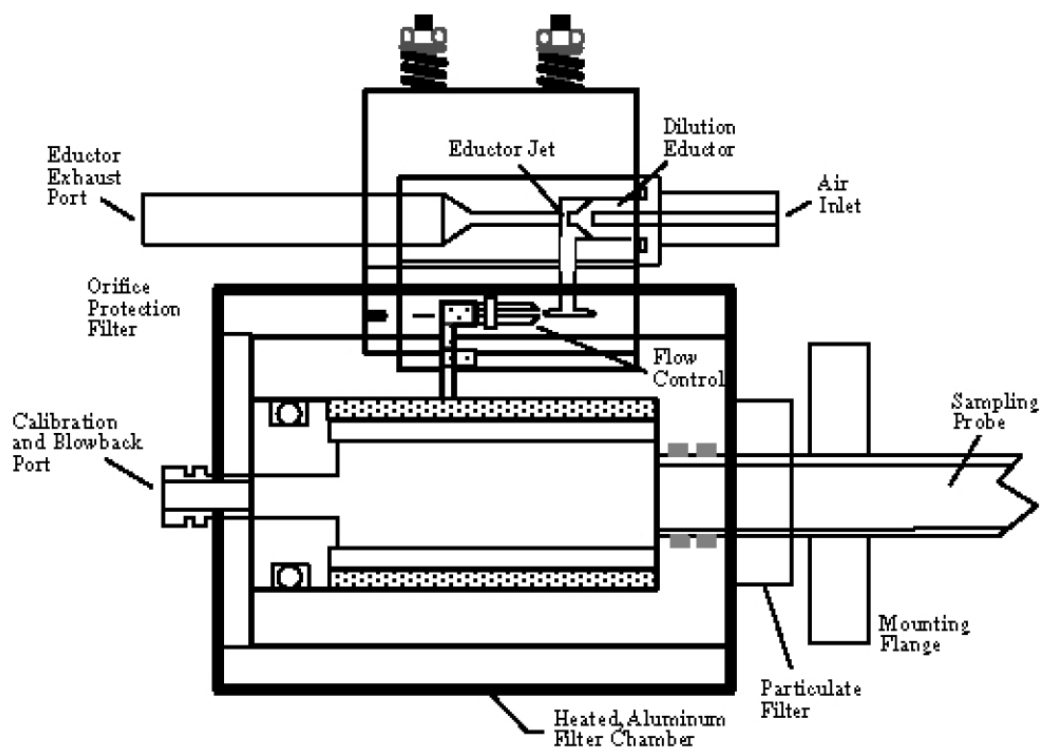 Dilution
Eductor
Eductor Jet
Eductor
Exhaust
Port
Air
Inlet
Orifice
Protection
Filter
Flow
Control
Sampling
Probe
Calibration
and Blowback
Port
Mounting
Flange
Particulate
Filter
Heated,Aluminum
Filter Chamber